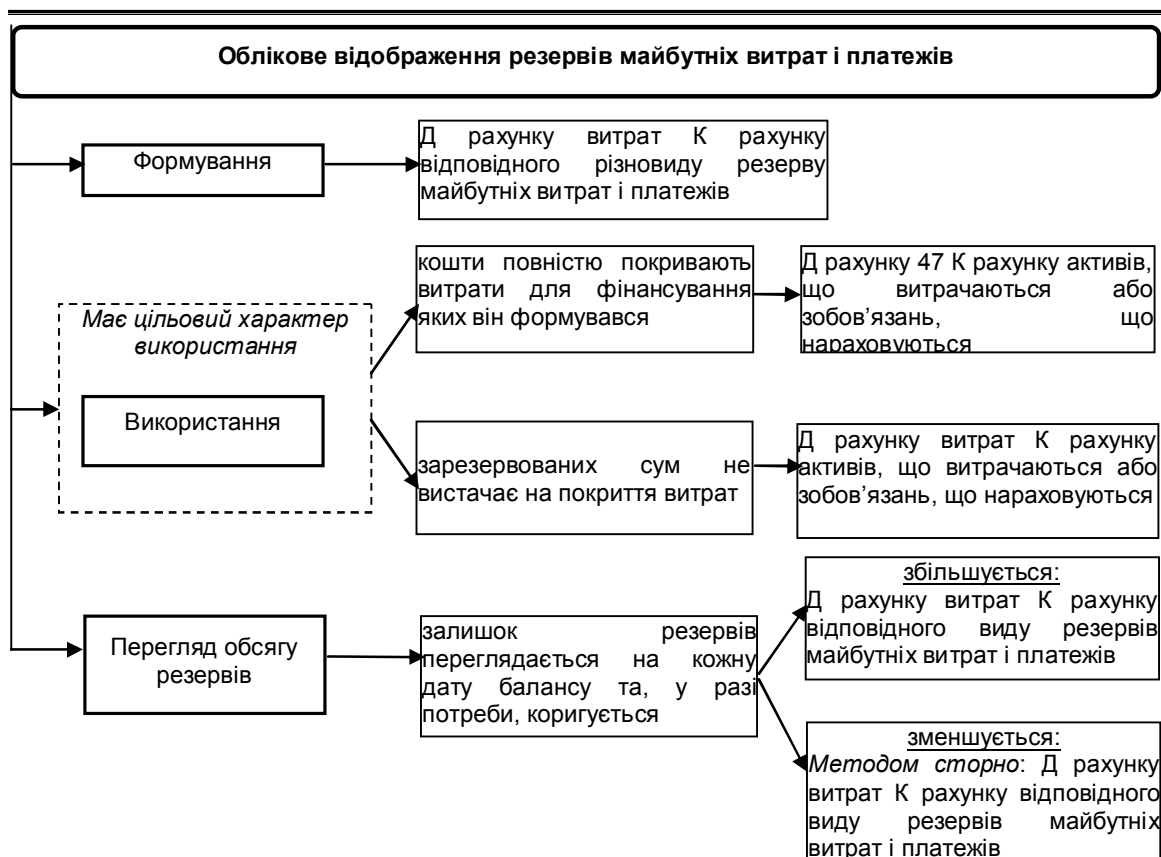 Облікове відображення резервів майбутніх витрат і платежів
Формування
Д рахунку витрат К рахунку
відповідного різновиду резерву
майбутніх витрат і платежів
Має цільовий характер
використання
Використання
кошти повністю покривають
витрати для фінансування
яких він формувався
Д рахунку 47 К рахунку активів,
що витрачаються або
зобов’язань, що
нараховуються
зарезервованих сум не
вистачає на покриття витрат
Д рахунку витрат К рахунку
активів, що витрачаються або
зобов’язань, що нараховуються
Перегляд обсягу
резервів
залишок резервів
переглядається на кожну
дату балансу та, у разі
потреби, коригується
збільшується:
Д рахунку витрат К рахунку
відповідного виду резервів
майбутніх витрат і платежів
зменшується:
Методом сторно: Д рахунку
витрат К рахунку відповідного
виду резервів майбутніх
витрат і платежів